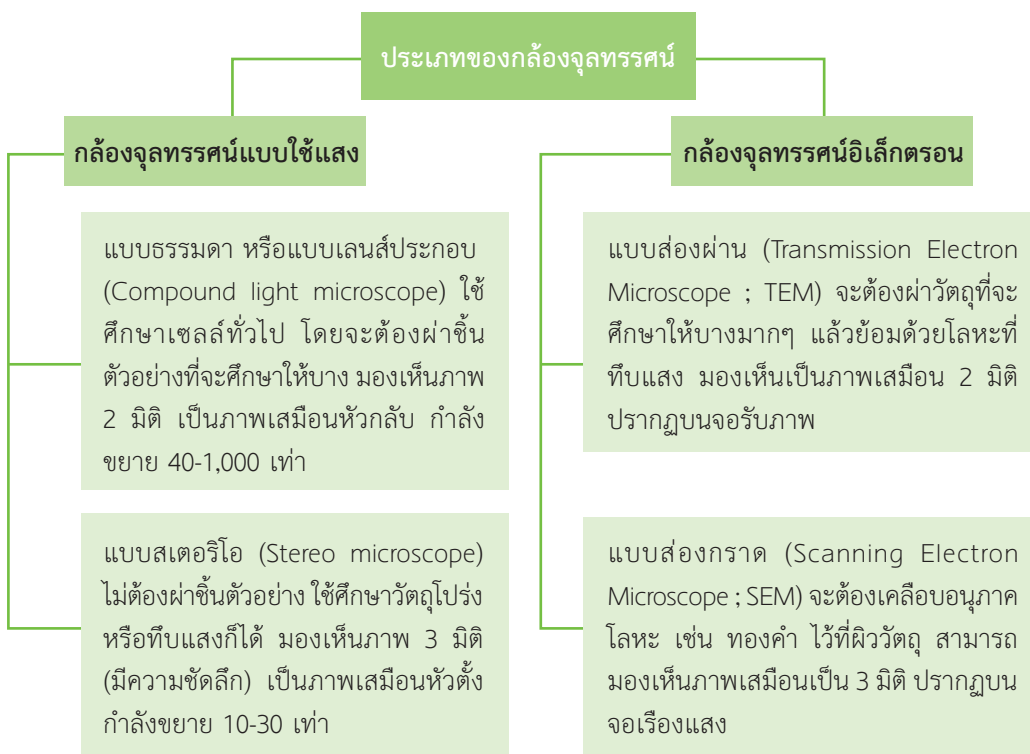 ประเภทของกล้องจุลทรรศน์
กล้องจุลทรรศน์แบบใช้แสง
แบบธรรมดา หรือแบบเลนส์ประกอบ
(Compound light microscope) ใช้
ศึกษาเซลล์ทั่วไป โดยจะต้องผ่าชิ้น
ตัวอย่างที่จะศึกษาให้บาง มองเห็นภาพ
2 มิติ เป็นภาพเสมือนหัวกลับ กำลัง
ขยาย 40-1,000 เท่า
แบบสเตอริโอ (Stereo microscope)
ไม่ต้องผ่าชิ้นตัวอย่าง ใช้ศึกษาวัตถุโปร่ง
หรือทึบแสงก็ได้ มองเห็นภาพ 3 มิติ
(มีความชัดลึก) เป็นภาพเสมือนหัวตั้ง
กำลังขยาย 10-30 เท่า
กล้องจุลทรรศน์อิเล็กตรอน
แบบส่องผ่าน (Transmission Electron
Microscope ; TEM) จะต้องผ่าวัตถุที่จะ
ศึกษาให้บางมากๆ แล้วย้อมด้วยโลหะที่
ทึบแสง มองเห็นเป็นภาพเสมือน 2 มิติ
ปรากฏบนจอรับภาพ
แบบส่องกราด (Scanning Electron
Microscope ; SEM) จะต้องเคลือบอนุภาค
โลหะ เช่น ทองคำ ไว้ที่ผิววัตถุ สามารถ
มองเห็นภาพเสมือนเป็น 3 มิติ ปรากฏบน
จอเรืองแสง